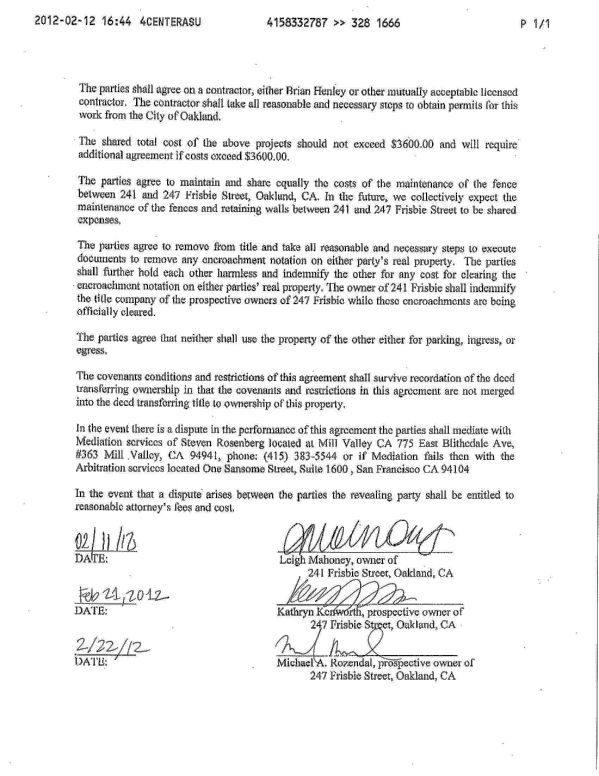 2012-02-12 16:44 4CENTERASU 4158332787 >> 328 1666 P 1/1
The parties shall agree on a contractor, either Brian Henley or other mutually acceptable licensed
contractor. The contractor shall take all reasonable and necessary steps to obtain permits for this
work from the City of Oakland.
The shared total cost of the above projects should not exceed $3600.00 and will require
additional agreement if costs exceed $3600.00.
The parties agree to maintain and share equally the costs of the maintenance of the fence
between 241 and 247 Frisbie Street, Oaklund, CA. In the future, we collectively expect the
maintenance of the fences and retaining walls between 241 and 247 Frisbie Street to be shared
expenses.
The parties agree to remove from title and take all reasonable and necessary steps to execute
documents to remove any encroachment notation on either party's real property. The parties
shall further hold each other harmless and indemnify the other for any cost for clearing the
encroachment notation on either parties' real property. The owner of 241 Frisbie shall indemnify
the title company of the prospective owners of 247 Frisbie while those encroachments are being
officially cleared.
The parties agree that neither shall use the property of the other either for parking, ingress, or
egress.
The covenants conditions and restrictions of this agreement shall survive recordation of the deed
transferring ownership in that the covenants and restrictions in this agreement are not merged
into the deed transferring title to ownership of this property.
In the event there is a dispute in the performance of this agreement the parties shall mediate with
Mediation services of Steven Rosenberg located at Mill Valley CA 775 East Blithedale Ave,
#363 Mill Valley, CA 94941, phone: (415) 383-5544 or if Mediation fails then with the
Arbitration services located One Sansome Street, Suite 1600 , San Francisco CA 94104
In the event that a dispute arises between the parties the revealing party shall be entitled to
reasonable attorney's fees and cost.
02/11/12
DATE:
Leigh Mahoney, owner of
241 Frisbie Street, Oakland, CA
Feb 21, 2012
DATE:
Kathryn Kenworth, prospective owner of
247 Frisbie Street, Oakland, CA
2/22/12
DATE:
Michael A. Rozendal, prospective owner of
247 Frisbie Street, Oakland, CA